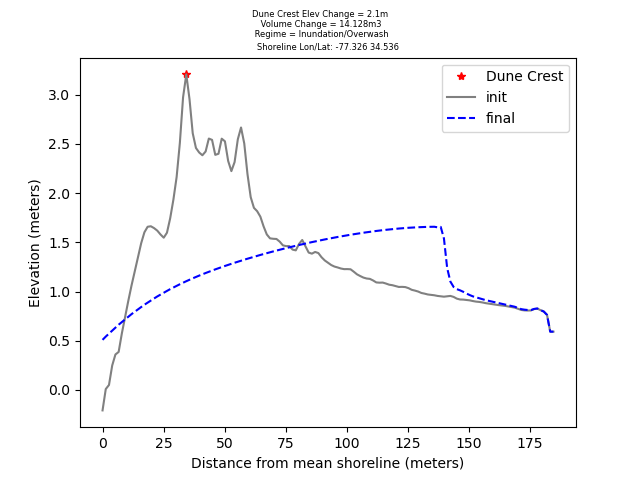 Dune Crest Elev Change = 2.1m
Volume Change = 14.128m3
Regime = Inundation/Overwash
Shoreline Lon/Lat: -77.326 34.536
Dune Crest
init
final
3.0
2.5
2.0
1.5
1.0
0.5
0.0
Elevation (meters)
0 25 50 75 100 125 150 175
Distance from mean shoreline (meters)